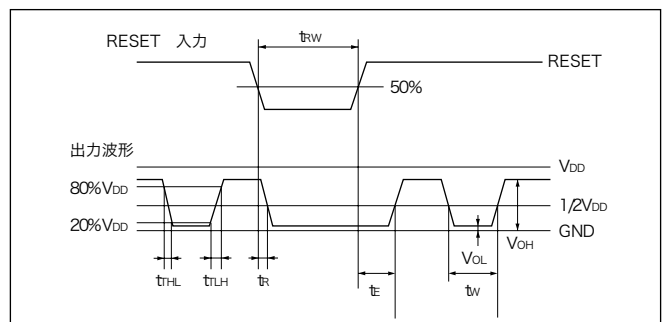 RESET 入力
tRW
RESET
50%
出力波形
VDD
80%VDD
1/2VDD
20%VDD
GND
VOH
VOL
tTHL
tTLH
tR
tE
tW